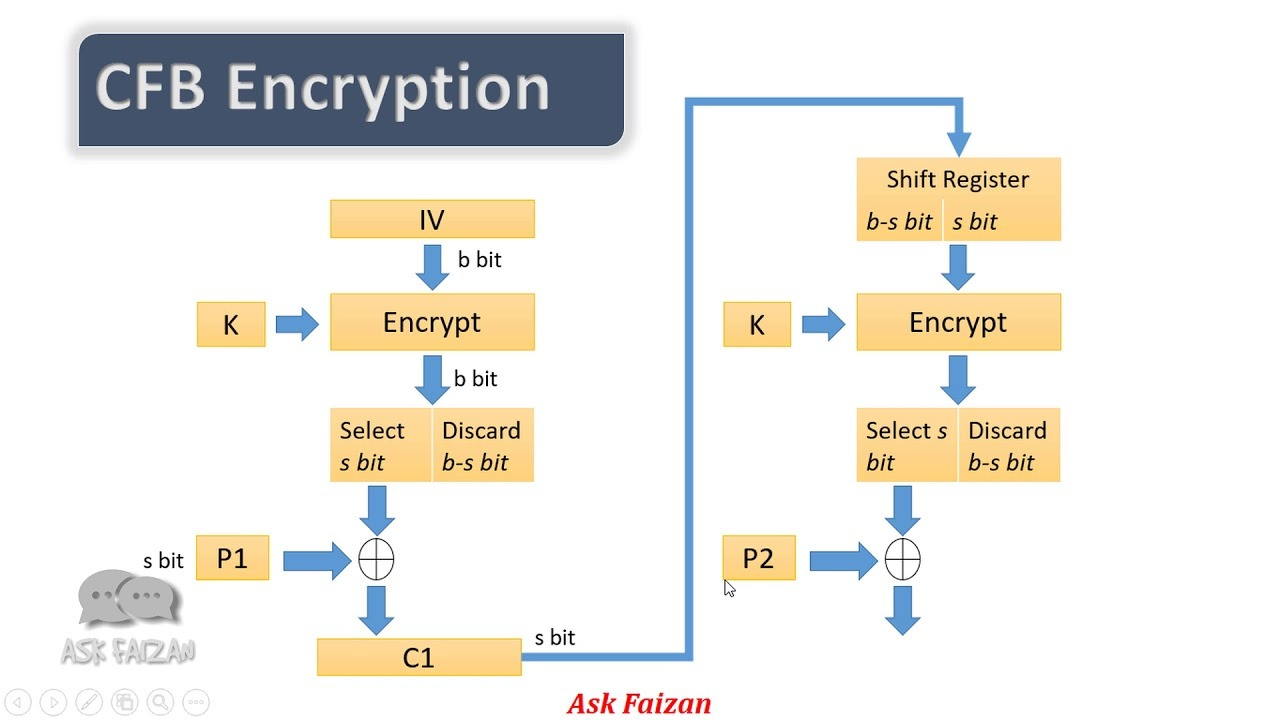 CFB Encryption
IV
b bit
K
Encrypt
b bit
Select
s bit
Discard
b-s bit
s bit
P1
C1
s bit
Shift Register
b-s bit
s bit
K
Encrypt
Select s
bit
Discard
b-s bit
P2
ASK FAIZAN
Ask Faizan